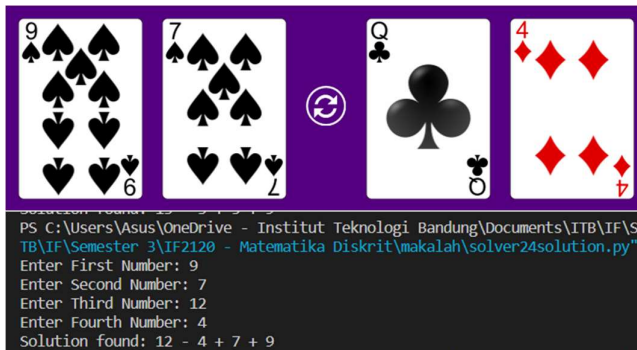 9 7 Q 4
6 7 Q 4
PS C:\Users\Asus\OneDrive - Institut Teknologi Bandung\Documents\ITB\IF\S
TB\IF\Semester 3\IF2120 - Matematika Diskrit\makalah\solver24solution.py"
Enter First Number: 9
Enter Second Number: 7
Enter Third Number: 12
Enter Fourth Number: 4
Solution found: 12 - 4 + 7 + 9